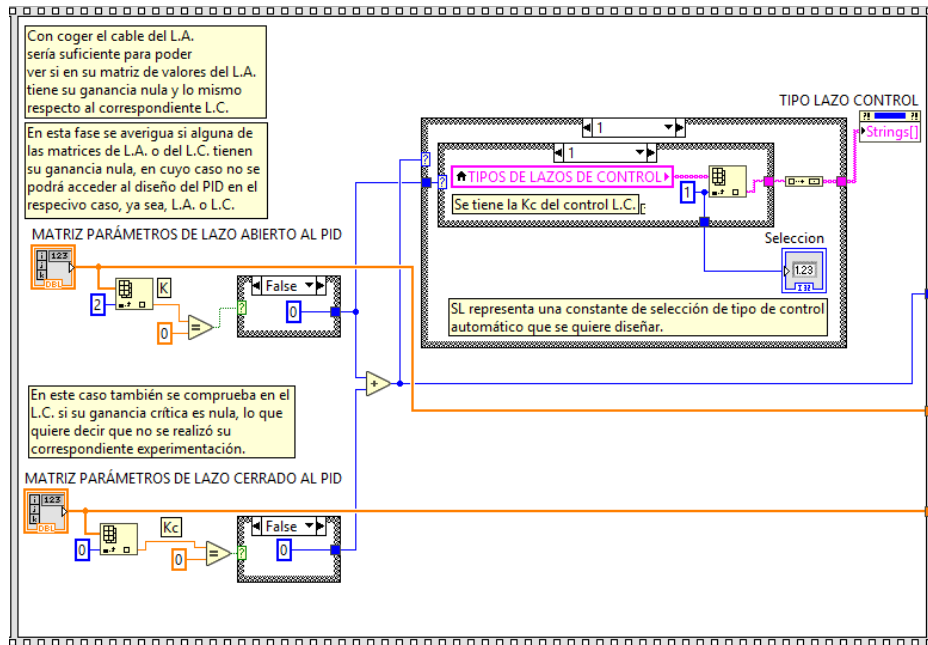 Con coger el cable del L.A.
sería suficiente para poder
ver si en su matriz de valores del L.A.
tiene su ganancia nula y lo mismo
respecto al correspondiente L.C.
En esta fase se averigua si alguna de
las matrices de L.A. o del L.C. tienen
su ganancia nula, en cuyo caso no se
podrá acceder al diseño del PID en el
respecivo caso, ya sea, L.A. o L.C.
TIPO LAZO CONTROL
Strings[]
1
1
TIPOS DE LAZOS DE CONTROL
1
Se tiene la Kc del control L.C.
Seleccion
1.23
I32
SL representa una constante de selección de tipo de control
automático que se quiere diseñar.
MATRIZ PARÁMETROS DE LAZO ABIERTO AL PID
i 123
j
k
DBL
K
2
=
0
?
False
0
+
En este caso también se comprueba en el
L.C. si su ganancia crítica es nula, lo que
quiere decir que no se realizó su
correspondiente experimentación.
MATRIZ PARÁMETROS DE LAZO CERRADO AL PID
i 123
j
k
DBL
Kc
0
=
0
?
False
0